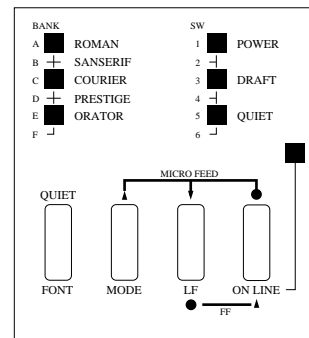 BANK SW
A ROMAN 1 POWER
B SANSERIF 2
C COURIER 3 DRAFT
D PRESTIGE 4
E ORATOR 5 QUIET
F 6
MICRO FEED
QUIET
FONT MODE LF ON LINE
FF